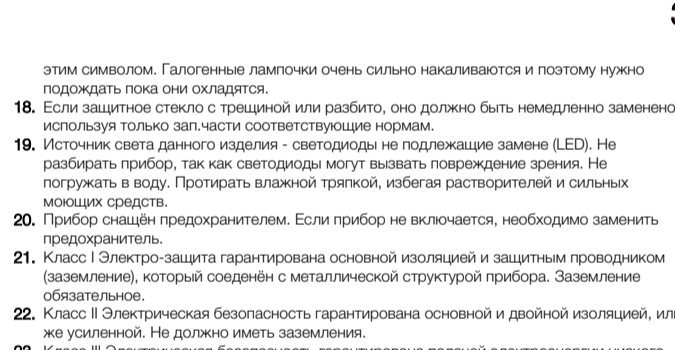 этим символом. Галогенные лампочки очень сильно накаливаются и поэтому нужно
подождать пока они охладятся.
18. Если защитное стекло с трещиной или разбито, оно должно быть немедленно заменено
используя только зап.части соответствующие нормам.
19. Источник света данного изделия - светодиоды не подлежащие замене (LED). Не
разбирать прибор, так как светодиоды могут вызвать повреждение зрения. Не
погружать в воду. Протирать влажной тряпкой, избегая растворителей и сильных
моющих средств.
20. Прибор снащён предохранителем. Если прибор не включается, необходимо заменить
предохранитель.
21. Класс I Электро-защита гарантирована основной изоляцией и защитным проводником
(заземление), который соеденён с металлической структурой прибора. Заземление
обязательное.
22. Класс II Электрическая безопасность гарантирована основной и двойной изоляцией, или
же усиленной. Не должно иметь заземления.